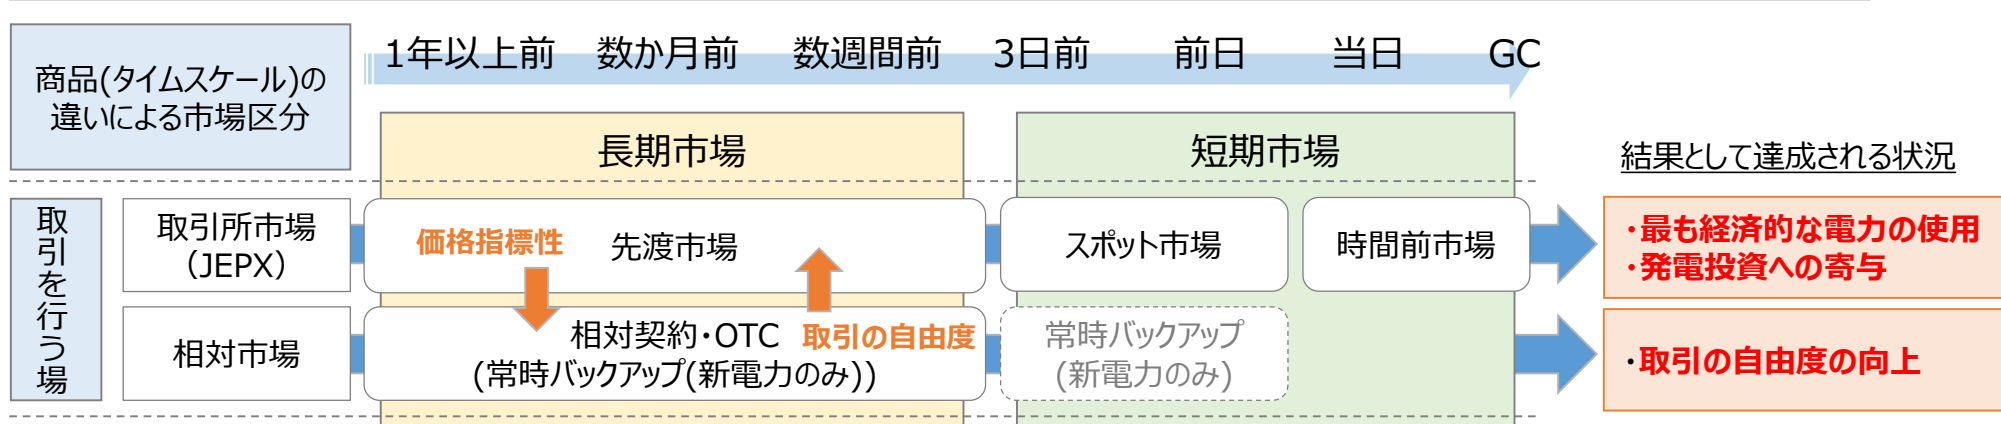 商品(タイムスケール)の
違いによる市場区分
1年以上前 数か月前 数週間前 3日前 前日 当日 GC
長期市場
短期市場
結果として達成される状況
取引を行う場
取引所市場
（JEPX）
価格指標性
先渡市場
スポット市場
時間前市場
・最も経済的な電力の使用
・発電投資への寄与
相対市場
相対契約・OTC
(常時バックアップ(新電力のみ))
取引の自由度
常時バックアップ
(新電力のみ)
・取引の自由度の向上